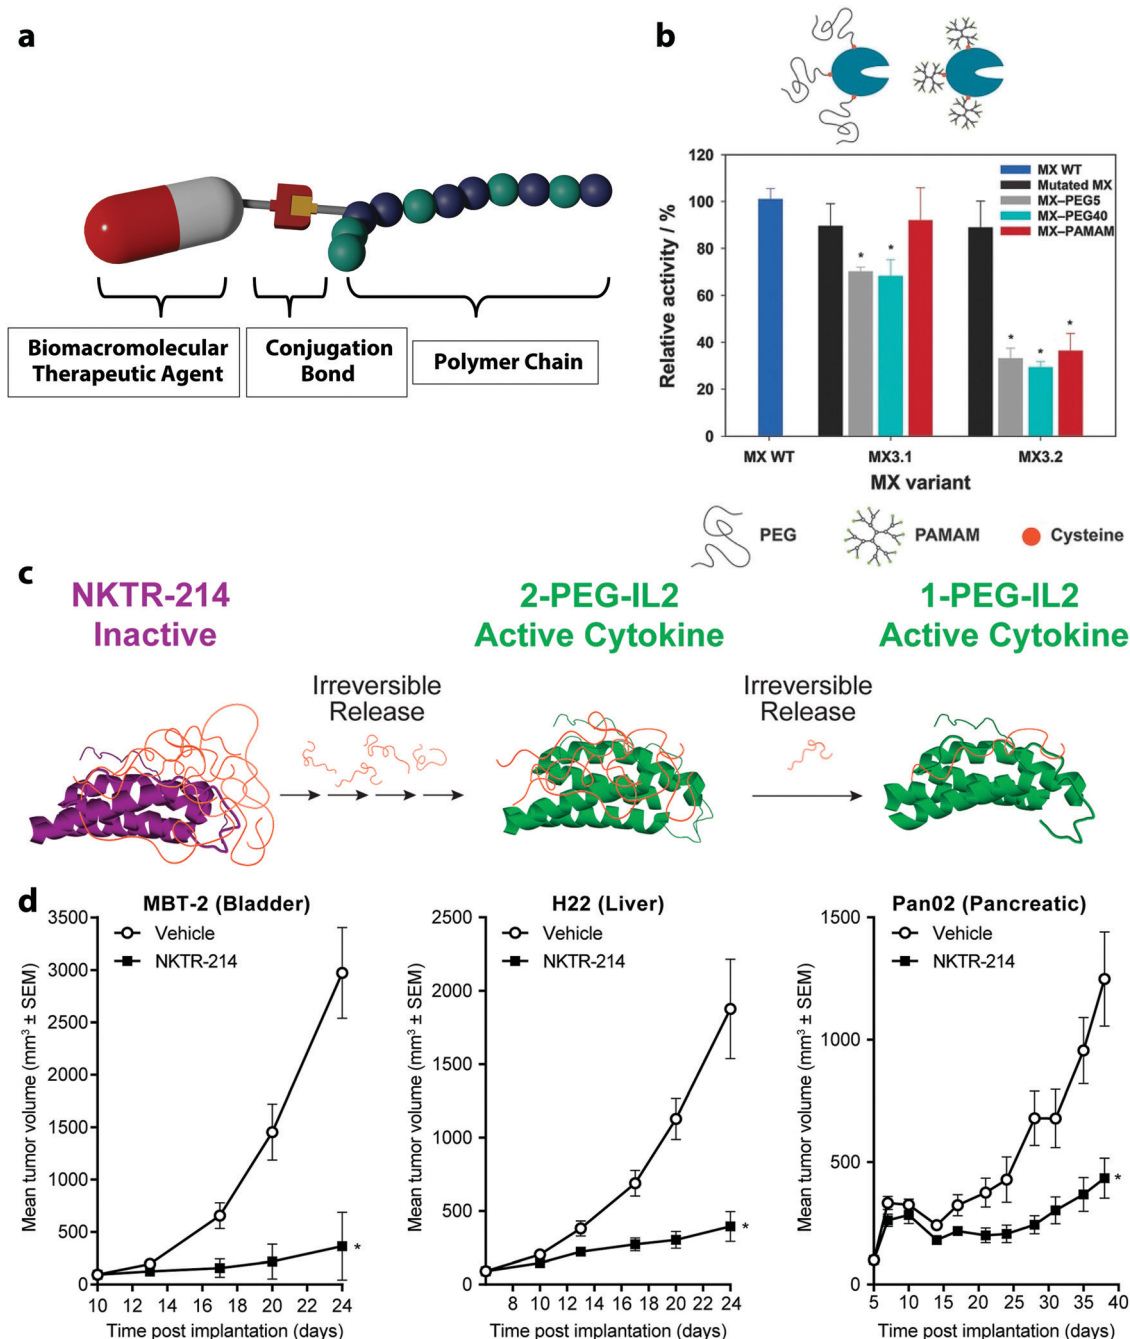 a
Biomacromolecular
Therapeutic Agent
Conjugation
Bond
Polymer Chain
b
120
100
80
60
40
20
0
Relative activity / %
MX WT
Mutated MX
MX–PEG5
MX–PEG40
MX–PAMAM
* *
* * *
MX WT
MX3.1
MX3.2
MX variant
PEG
PAMAM
Cysteine
c
NKTR-214
Inactive
Irreversible
Release
2-PEG-IL2
Active Cytokine
Irreversible
Release
1-PEG-IL2
Active Cytokine
d
MBT-2 (Bladder)
Vehicle
NKTR-214
Mean tumor volume (mm³ ± SEM)
3500
3000
2500
2000
1500
1000
500
0
*
10 12 14 16 18 20 22 24
Time post implantation (days)
H22 (Liver)
Vehicle
NKTR-214
Mean tumor volume (mm³ ± SEM)
2500
2000
1500
1000
500
0
*
8 10 12 14 16 18 20 22 24
Time post implantation (days)
Pan02 (Pancreatic)
Vehicle
NKTR-214
Mean tumor volume (mm³ ± SEM)
1500
1000
500
0
*
5 10 15 20 25 30 35 40
Time post implantation (days)